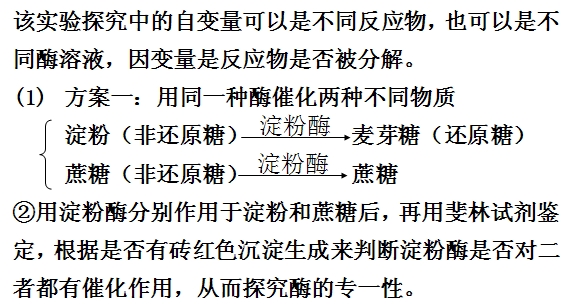 该实验探究中的自变量可以是不同反应物，也可以是不
同酶溶液，因变量是反应物是否被分解。
(1) 方案一：用同一种酶催化两种不同物质
淀粉（非还原糖）淀粉酶→麦芽糖（还原糖）
蔗糖（非还原糖）淀粉酶→蔗糖
②用淀粉酶分别作用于淀粉和蔗糖后，再用斐林试剂鉴
定，根据是否有砖红色沉淀生成来判断淀粉酶是否对二
者都有催化作用，从而探究酶的专一性。